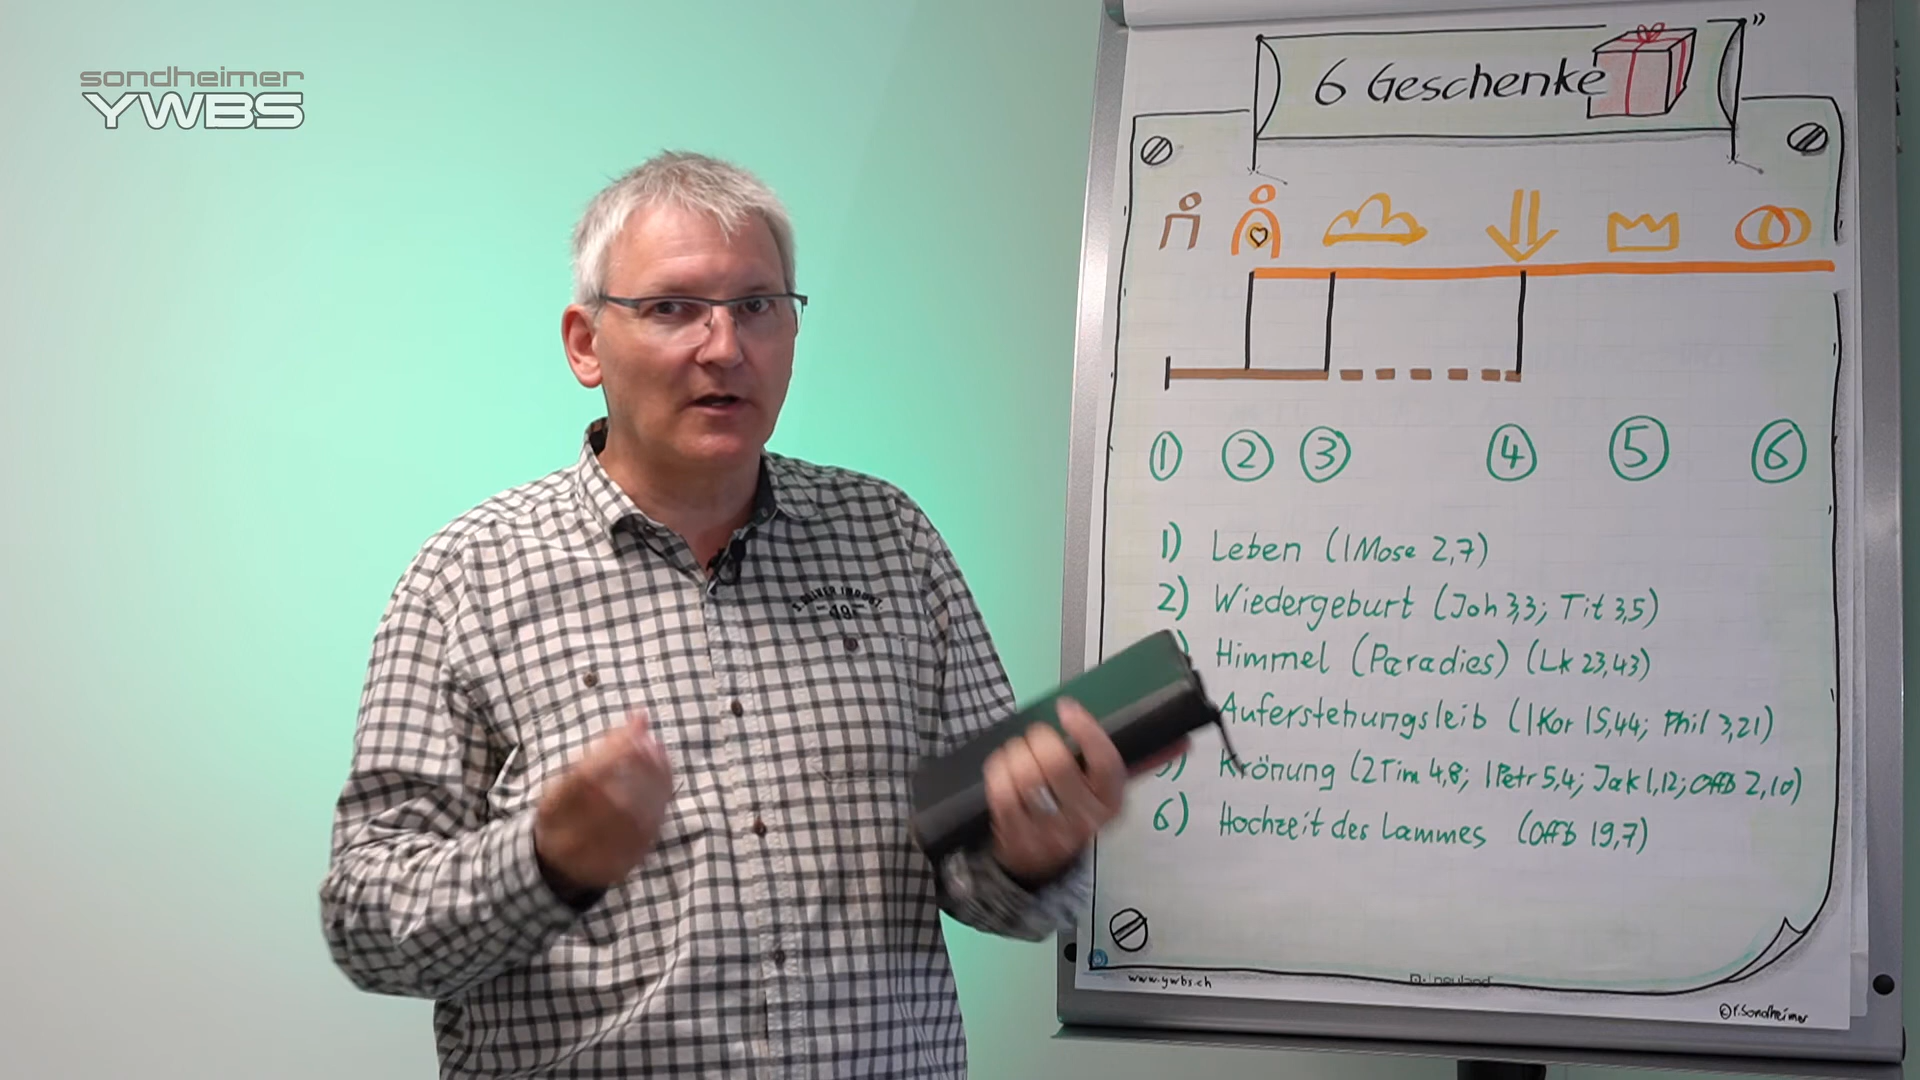 sondheimer
YWBS
6 Geschenke
1 2 3 4 5 6
1) Leben (1Mose 2,7)
2) Wiedergeburt (Joh 3,3; Tit 3,5)
) Himmel (Paradies) (Lk 23,43)
Auferstehungsleib (1Kor 15,44; Phil 3,21)
) Krönung (2Tim 4,8; 1Petr 5,4; Jak 1,12; Offb 2,10)
6) Hochzeit des Lammes (Offb 19,7)
www.ywbs.ch
neuland
©P.Sondheimer